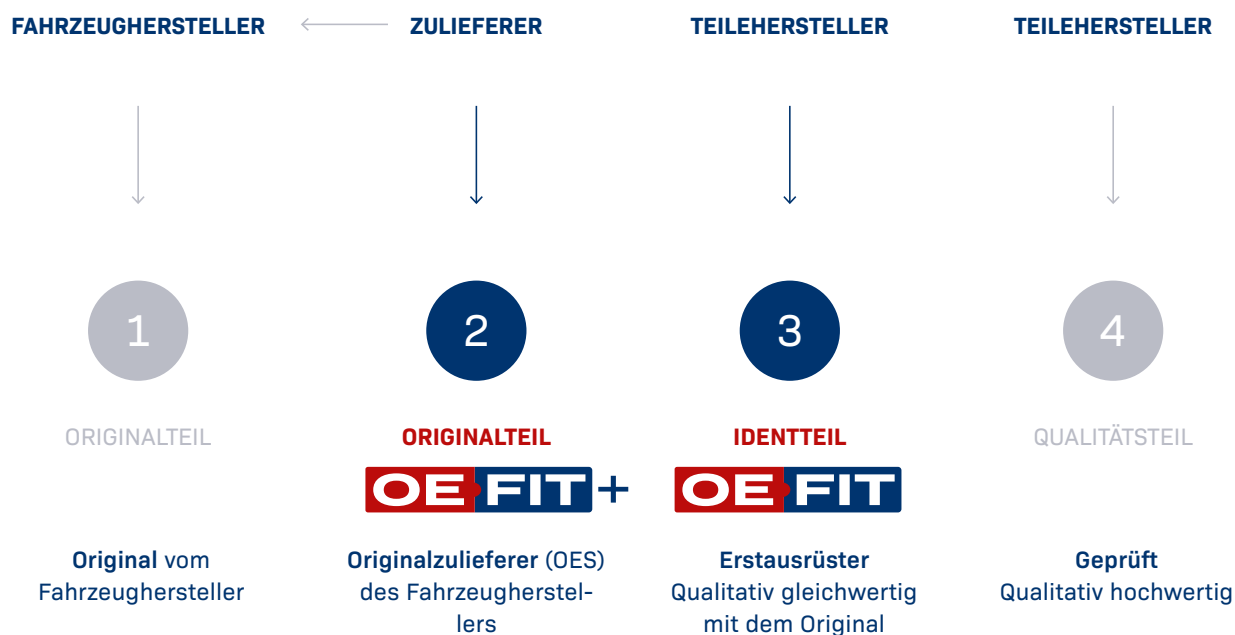 FAHRZEUGHERSTELLER
ZULIEFERER
TEILEHERSTELLER
TEILEHERSTELLER
1
2
3
4
ORIGINALTEIL
ORIGINALTEIL
IDENTTEIL
QUALITÄTSTEIL
OE FIT +
OE FIT
Original vom
Fahrzeughersteller
Originalzulieferer (OES)
des Fahrzeugherstel-
lers
Erstausrüster
Qualitativ gleichwertig
mit dem Original
Geprüft
Qualitativ hochwertig